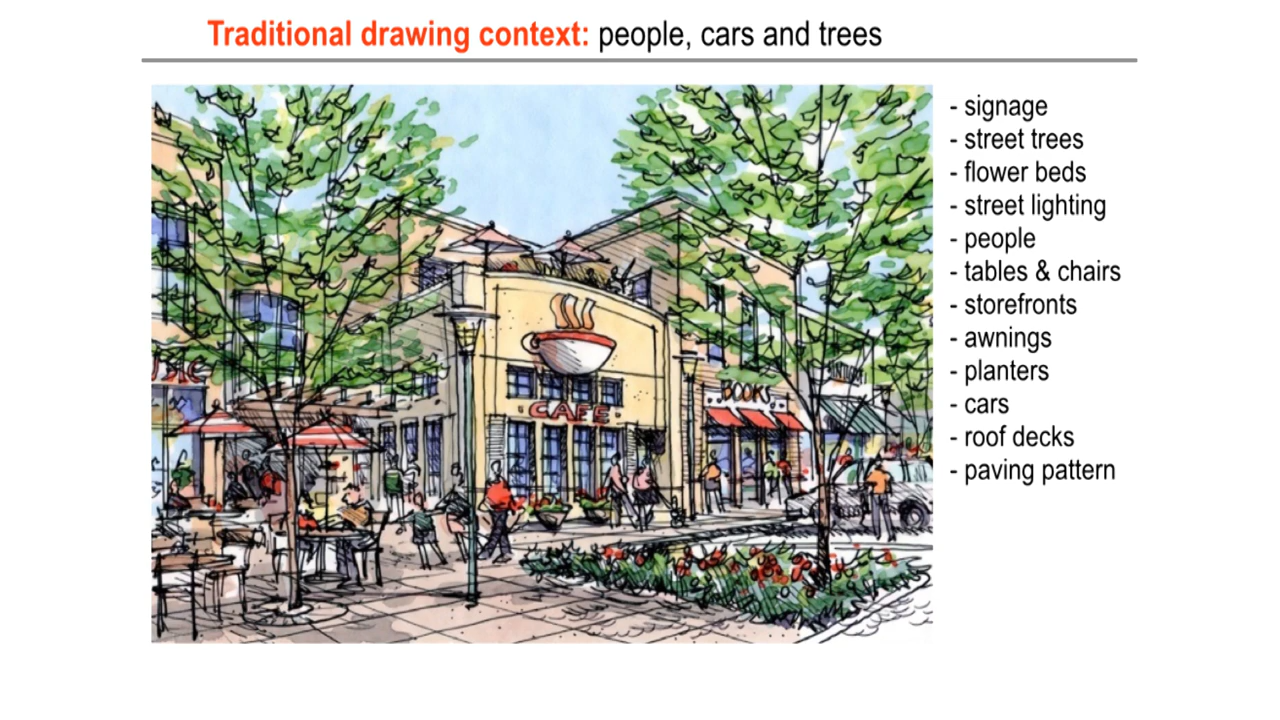 Traditional drawing context: people, cars and trees
- signage
- street trees
- flower beds
- street lighting
- people
- tables & chairs
- storefronts
- awnings
- planters
- cars
- roof decks
- paving pattern
BOOKS
CAFE